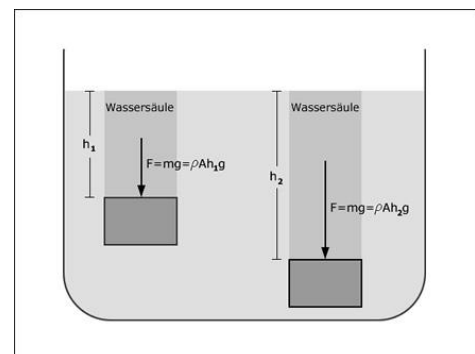 Wassersäule
Wassersäule
h₁
F=mg=ρAh₁g
h₂
F=mg=ρAh₂g